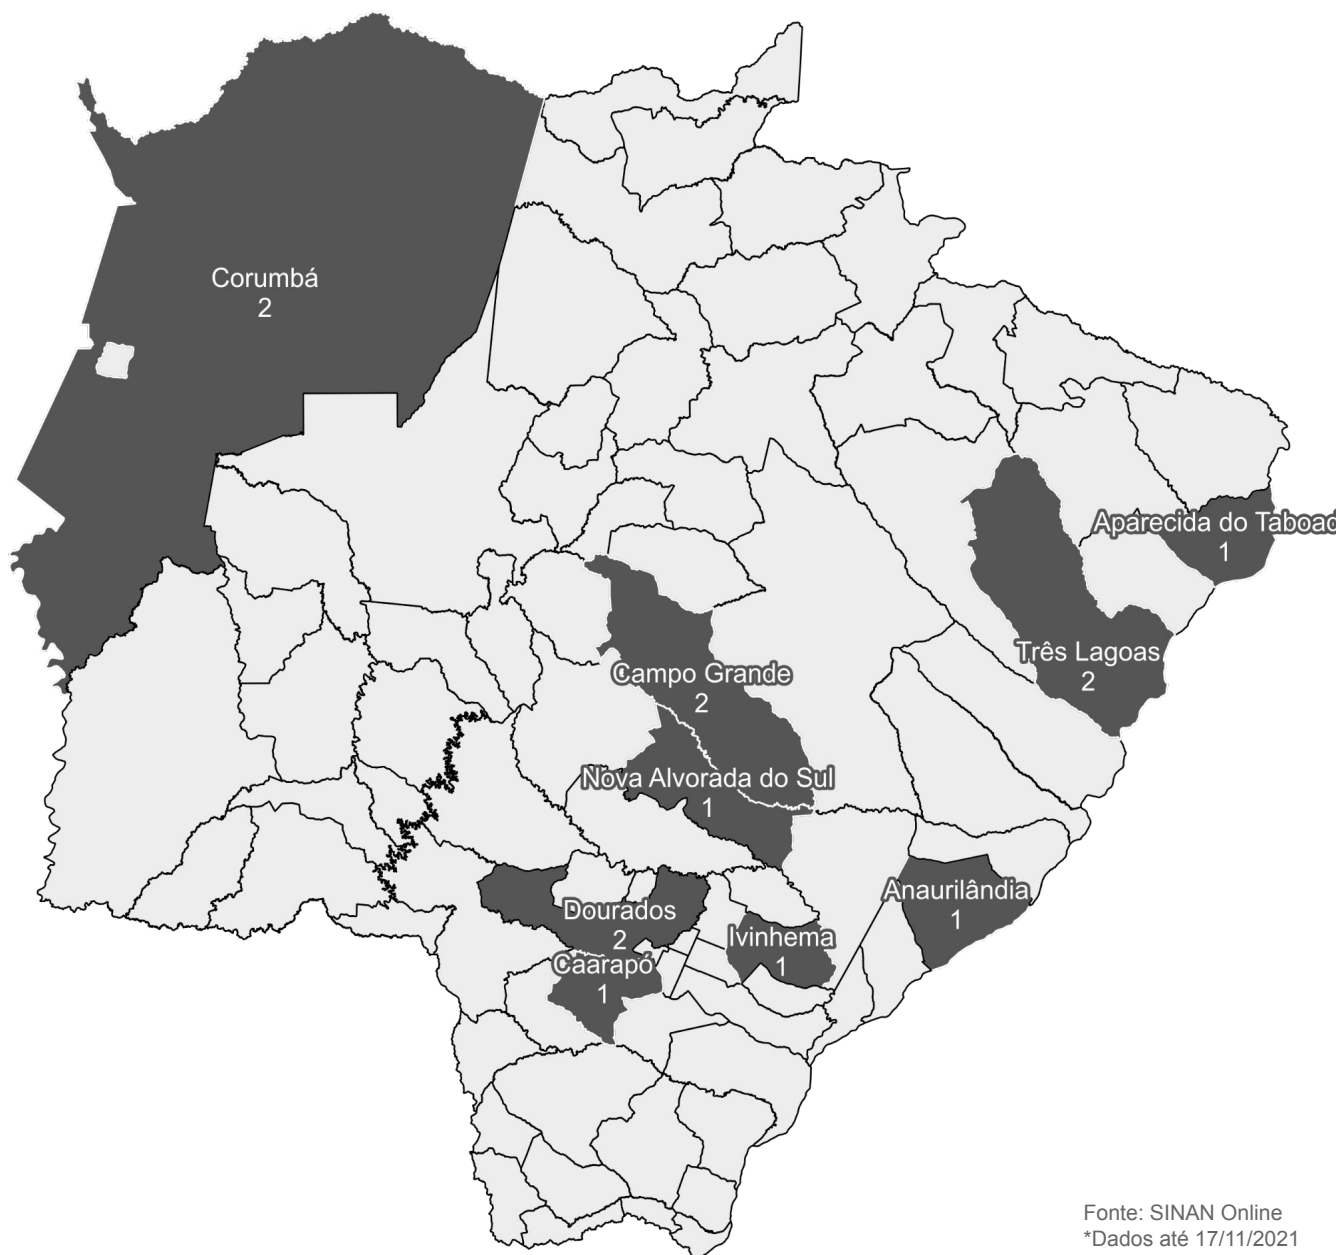 Corumbá
2
Aparecida do Taboad
1
Três Lagoas
2
Campo Grande
2
Nova Alvorada do Sul
1
Anaurilândia
1
Dourados
2
Ivinhema
1
Caarapó
1
Fonte: SINAN Online
*Dados até 17/11/2021